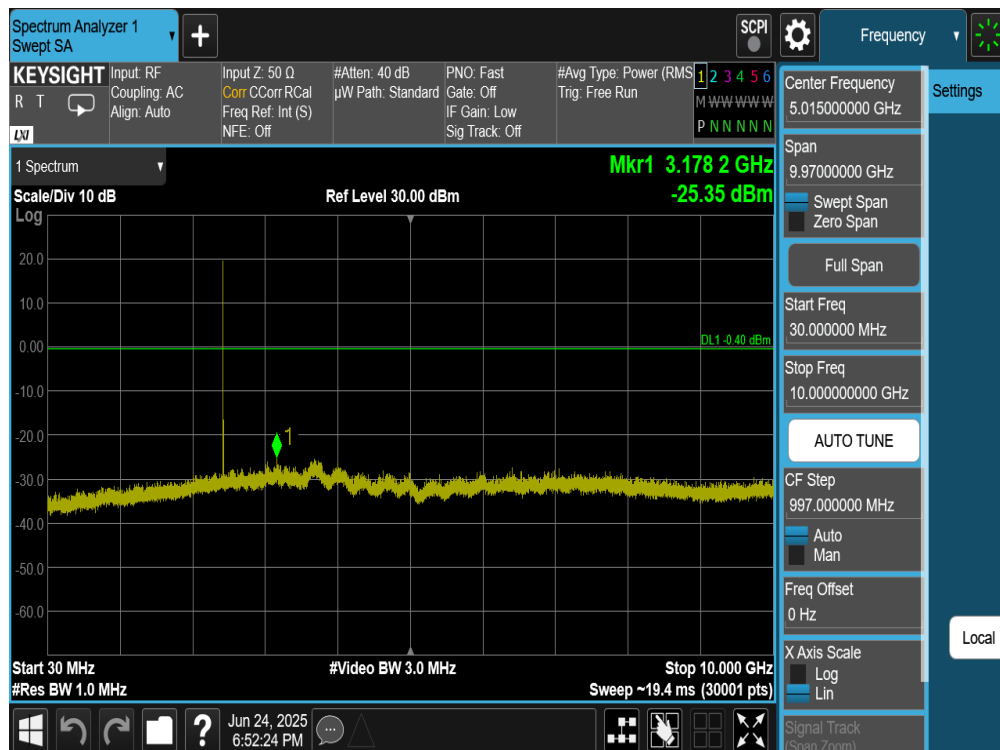 Spectrum Analyzer 1
Swept SA
+
SCPI
Frequency
KEYSIGHT
R T
LXI
Input: RF
Coupling: AC
Align: Auto
Input Z: 50 Ω
Corr CCorr RCal
Freq Ref: Int (S)
NFE: Off
#Atten: 40 dB
µW Path: Standard
PNO: Fast
Gate: Off
IF Gain: Low
Sig Track: Off
#Avg Type: Power (RMS
Trig: Free Run
1 2 3 4 5 6
M W W W W W
P N N N N N
Settings
Center Frequency
5.015000000 GHz
Span
9.97000000 GHz
Swept Span
Zero Span
Full Span
Start Freq
30.000000 MHz
Stop Freq
10.000000000 GHz
AUTO TUNE
CF Step
997.000000 MHz
Auto
Man
Freq Offset
0 Hz
X Axis Scale
Log
Lin
Signal Track
(Span Zoom)
Local
1 Spectrum
Mkr1 3.178 2 GHz
-25.35 dBm
Scale/Div 10 dB
Ref Level 30.00 dBm
Log
20.0
10.0
0.00
DL1 -0.40 dBm
-10.0
-20.0
1
-30.0
-40.0
-50.0
-60.0
Start 30 MHz
#Video BW 3.0 MHz
Stop 10.000 GHz
#Res BW 1.0 MHz
Sweep ~19.4 ms (30001 pts)
?
Jun 24, 2025
6:52:24 PM